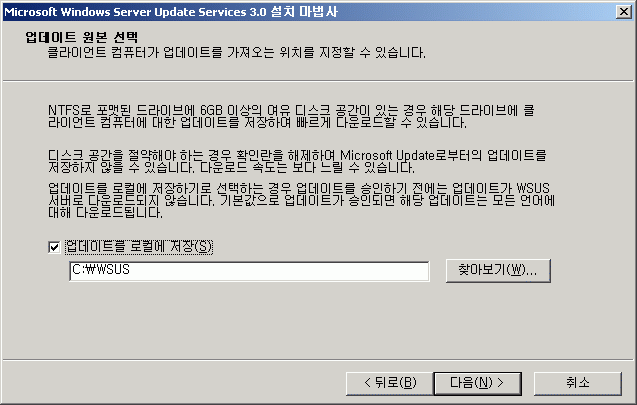 Microsoft Windows Server Update Services 3.0 설치 마법사
업데이트 원본 선택
클라이언트 컴퓨터가 업데이트를 가져오는 위치를 지정할 수 있습니다.
NTFS로 포맷된 드라이브에 6GB 이상의 여유 디스크 공간이 있는 경우 해당 드라이브에 클
라이언트 컴퓨터에 대한 업데이트를 저장하여 빠르게 다운로드할 수 있습니다.
디스크 공간을 절약해야 하는 경우 확인란을 해제하여 Microsoft Update로부터의 업데이트를
저장하지 않을 수 있습니다. 다운로드 속도는 보다 느릴 수 있습니다.
업데이트를 로컬에 저장하기로 선택하는 경우 업데이트를 승인하기 전에는 업데이트가 WSUS
서버로 다운로드되지 않습니다. 기본값으로 업데이트가 승인되면 해당 업데이트는 모든 언어에
대해 다운로드됩니다.
업데이트를 로컬에 저장(S)
C:₩WSUS
찾아보기(W)...
< 뒤로(B)
다음(N) >
취소